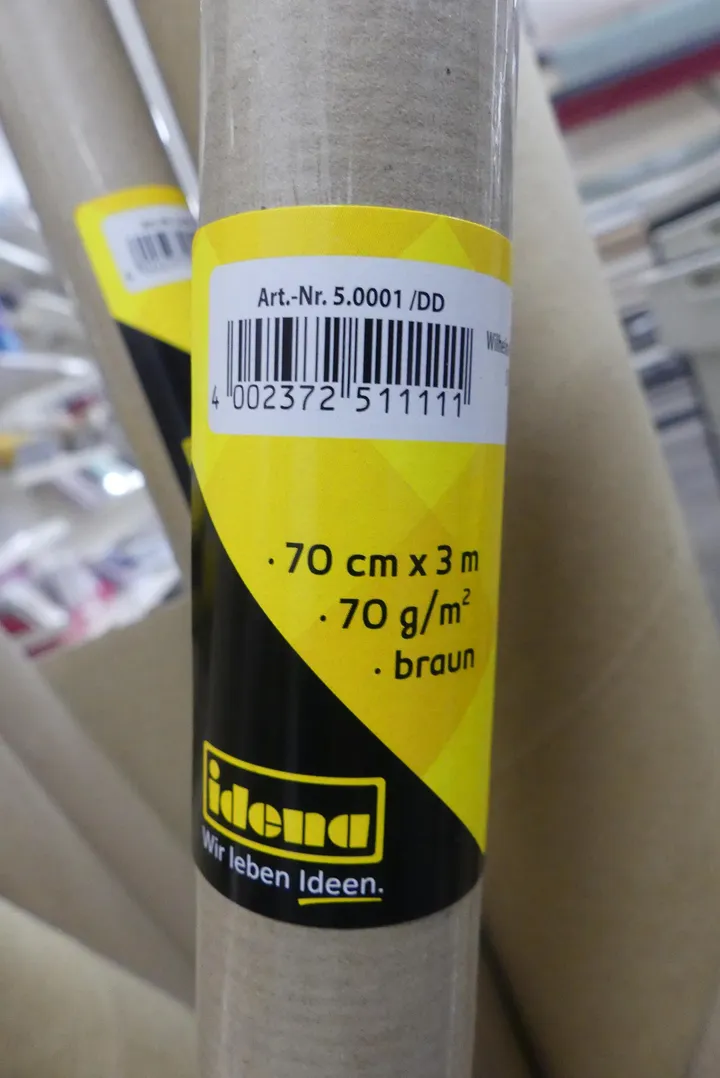 Art.-Nr. 5.0001 /DD
4 002372 511111
· 70 cm x 3 m
· 70 g/m²
· braun
idena
Wir leben Ideen.